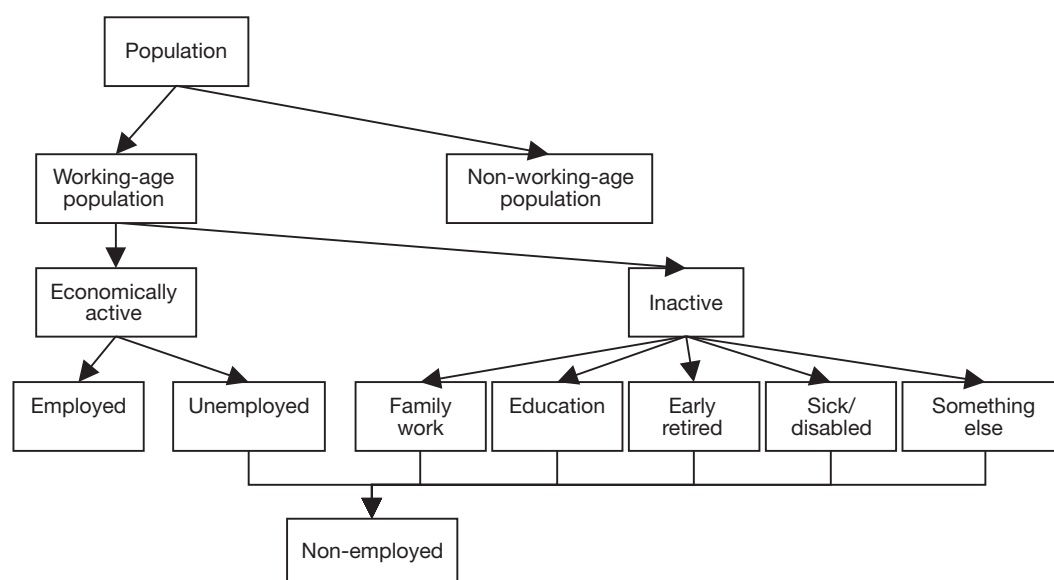 Population
Working-age
population
Non-working-age
population
Economically
active
Inactive
Employed
Unemployed
Family
work
Education
Early
retired
Sick/
disabled
Something
else
Non-employed